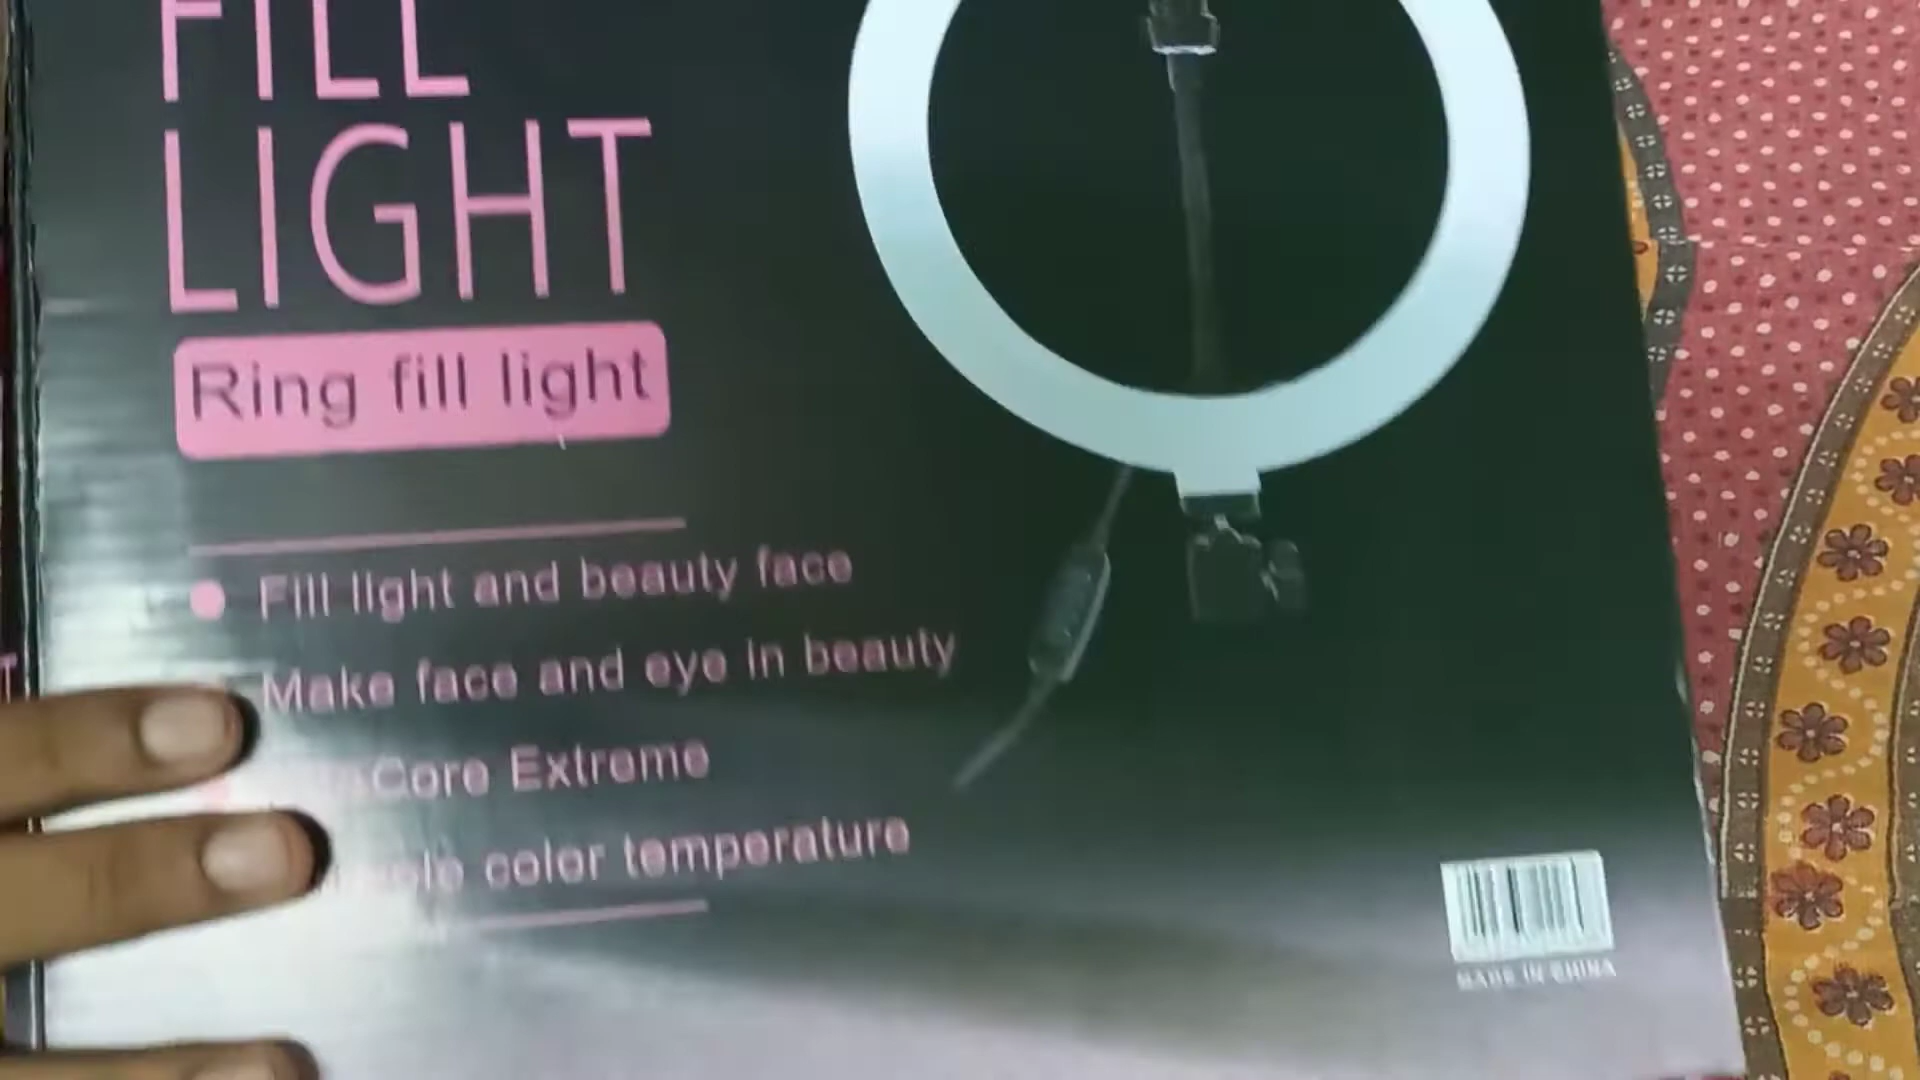 FILL
LIGHT
Ring fill light
Fill light and beauty face
Make face and eye in beauty
Core Extreme
color temperature
MADE IN CHINA